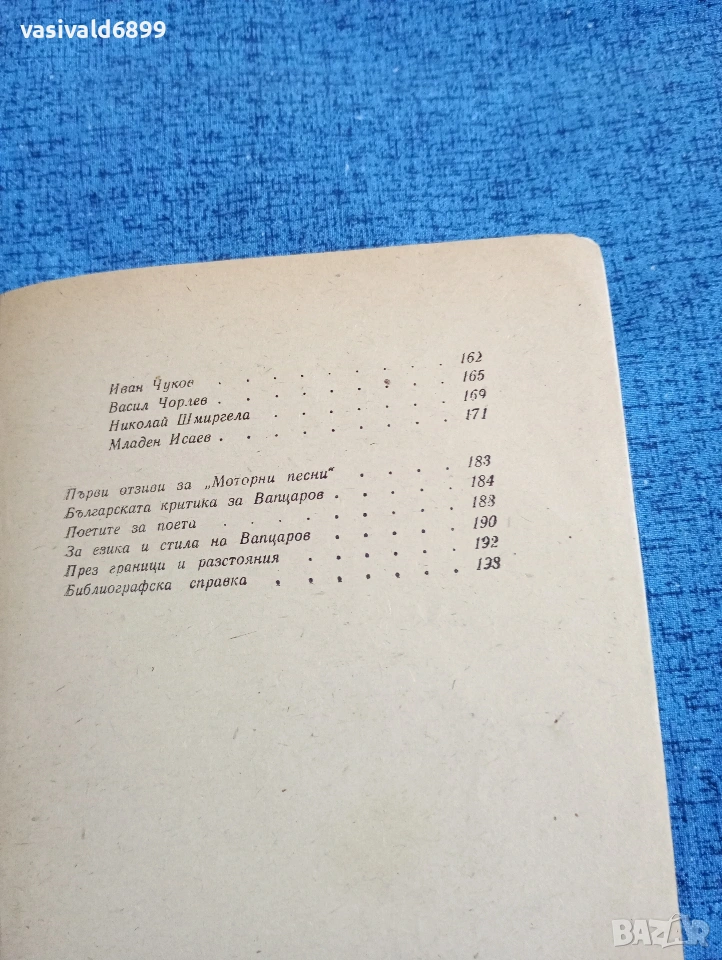 vasivald6899
Иван Чуков . . . . . . . . 162
Васил Чорлев . . . . . . . 165
Николай Шмиргела . . . . . . 169
Младен Исаев . . . . . . . 171
Първи отзиви за „Моторни песни“ . . . . 183
Българската критика за Вапцаров . . . . 184
Поетите за поета . . . . . . . 188
За езика и стила на Вапцаров . . . . . 190
През граници и разстояния . . . . . 192
Библиографска справка . . . . . . 198
BAZAR